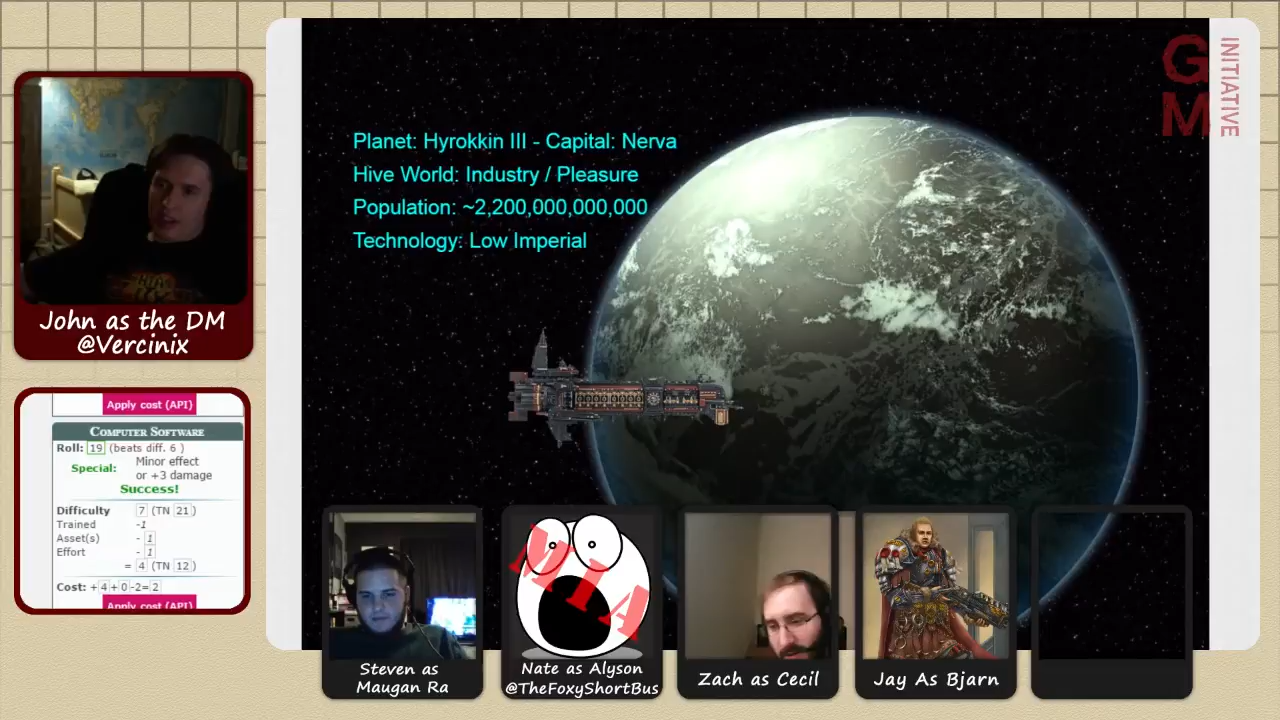 John as the DM
@Vercinix
Apply cost (API)
COMPUTER SOFTWARE
Roll: 19 (beats diff. 6 )
Special: Minor effect
or +3 damage
Success!
Difficulty 7 (TN 21)
Trained -1
Asset(s) - 1
Effort - 1
= 4 (TN 12)
Cost: +4+0-2=2
Apply cost (API)
Planet: Hyrokkin III - Capital: Nerva
Hive World: Industry / Pleasure
Population: ~2,200,000,000,000
Technology: Low Imperial
GM
INITIATIVE
MIA
Steven as
Maugan Ra
Nate as Alyson
@TheFoxyShortBus
Zach as Cecil
Jay As Bjarn